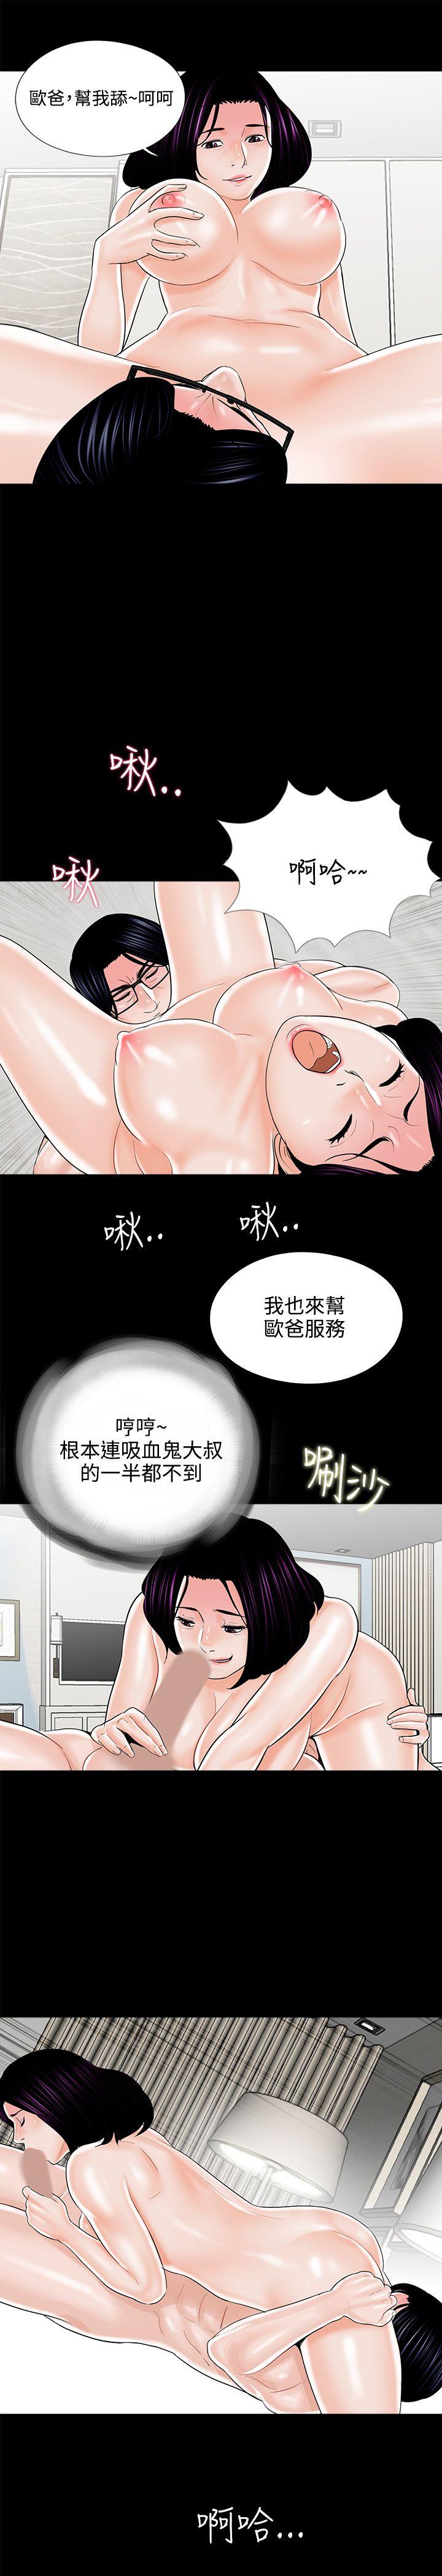 歐爸，幫我舔~呵呵
啾..
啾
啊哈~~
啾..
啾..
我也來幫
歐爸服務
哼哼~
根本連吸血鬼大叔
的一半都不到
唰沙
啊哈...